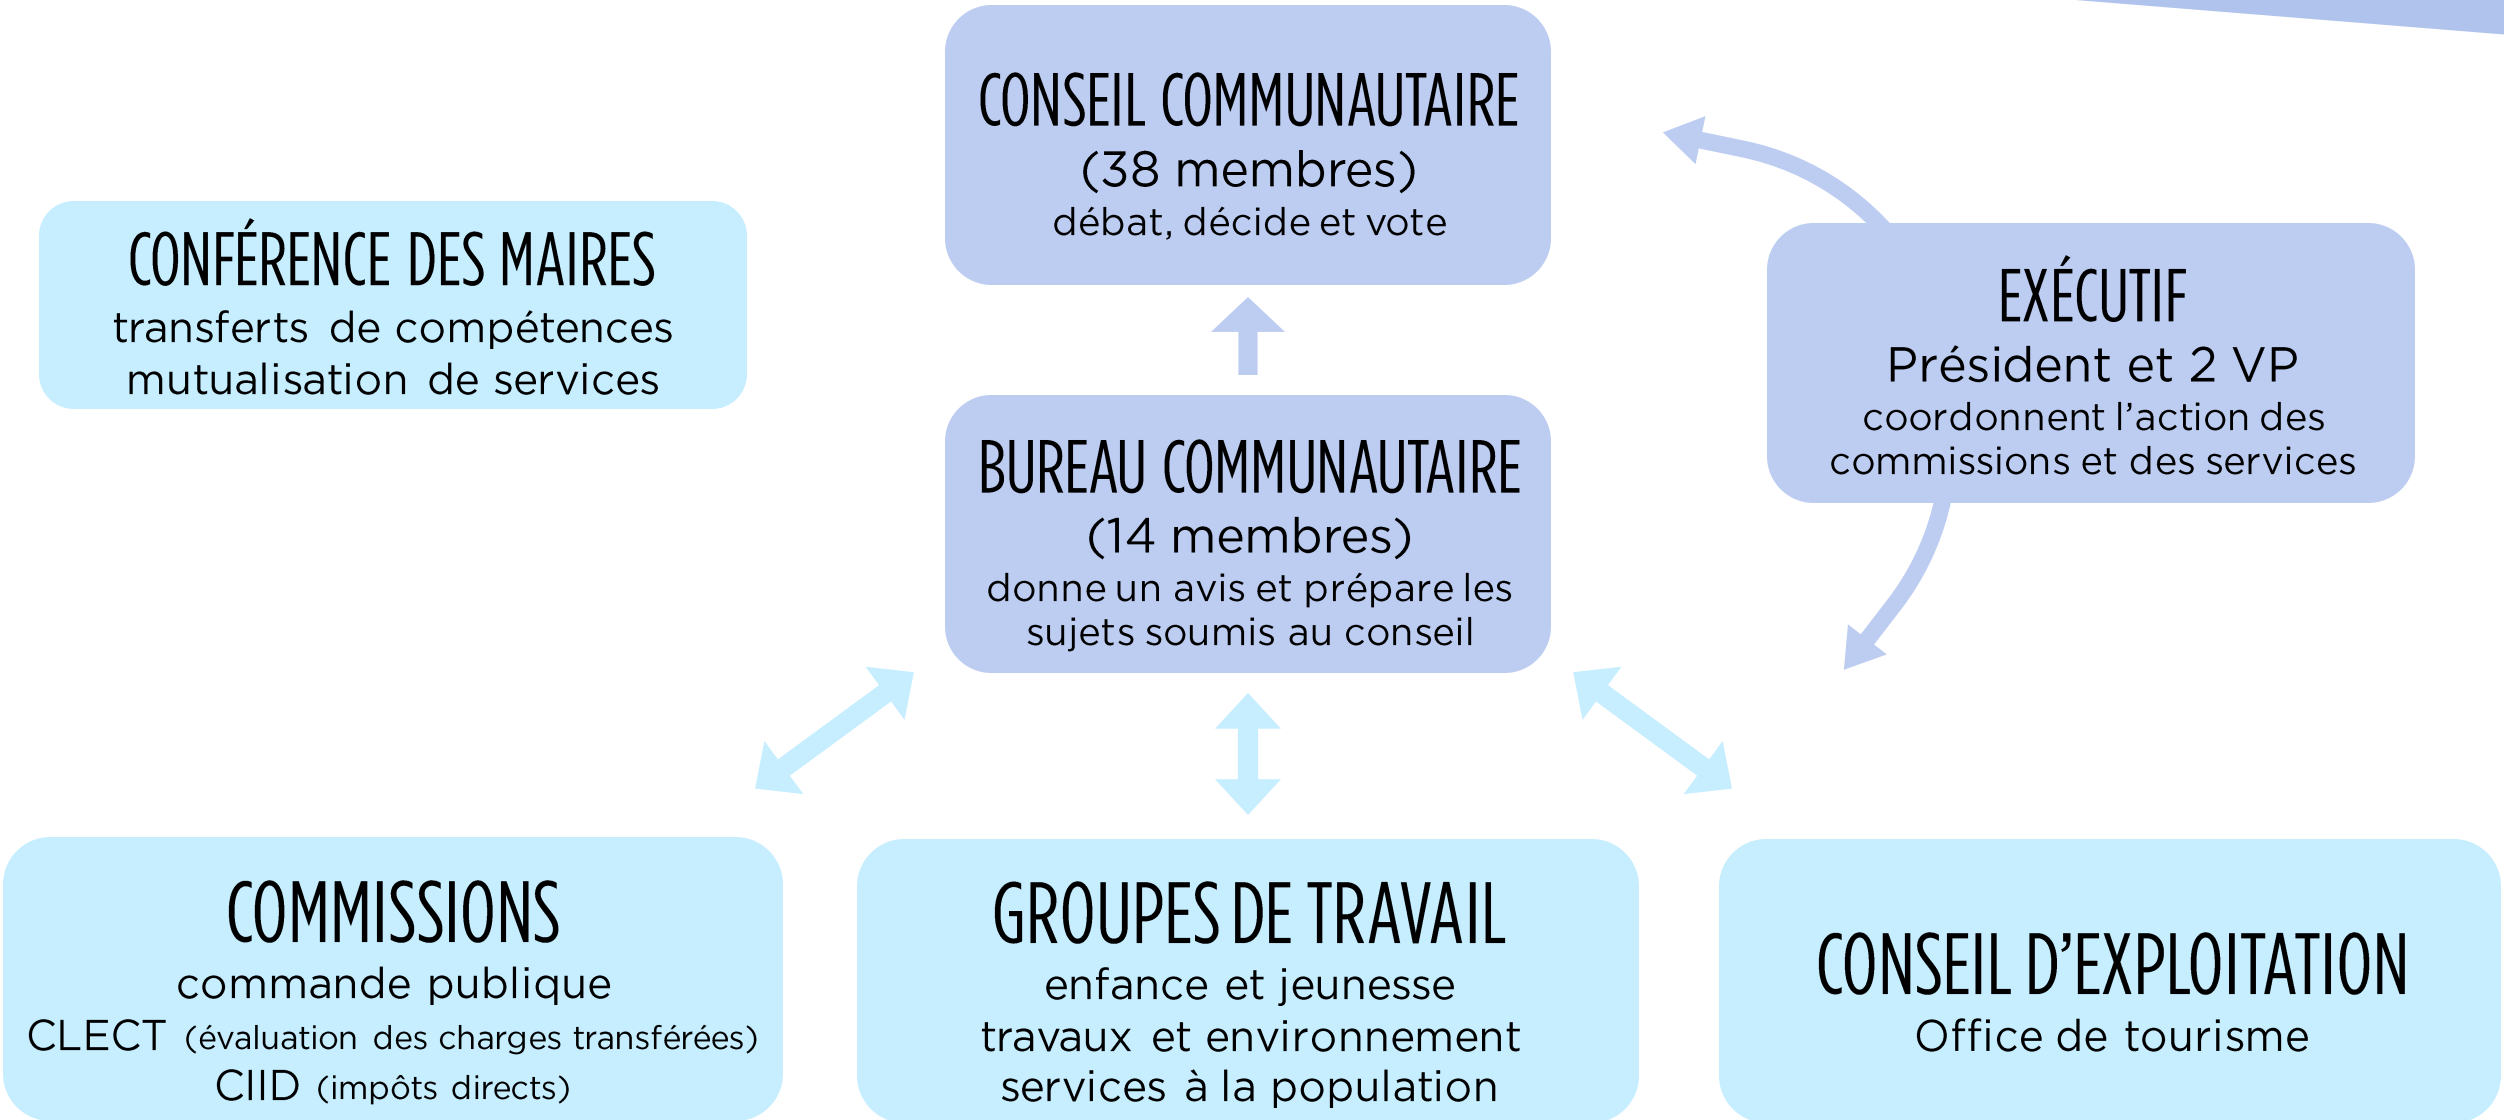 CONSEIL COMMUNAUTAIRE
(38 membres)
débat, décide et vote
CONFÉRENCE DES MAIRES
transferts de compétences
mutualisation de services
EXÉCUTIF
Président et 2 VP
coordonnent l'action des
commissions et des services
BUREAU COMMUNAUTAIRE
(14 membres)
donne un avis et prépare les
sujets soumis au conseil
COMMISSIONS
commande publique
CLECT (évaluation des charges transférées)
CIID (impôts directs)
GROUPES DE TRAVAIL
enfance et jeunesse
travaux et environnement
services à la population
CONSEIL D'EXPLOITATION
Office de tourisme